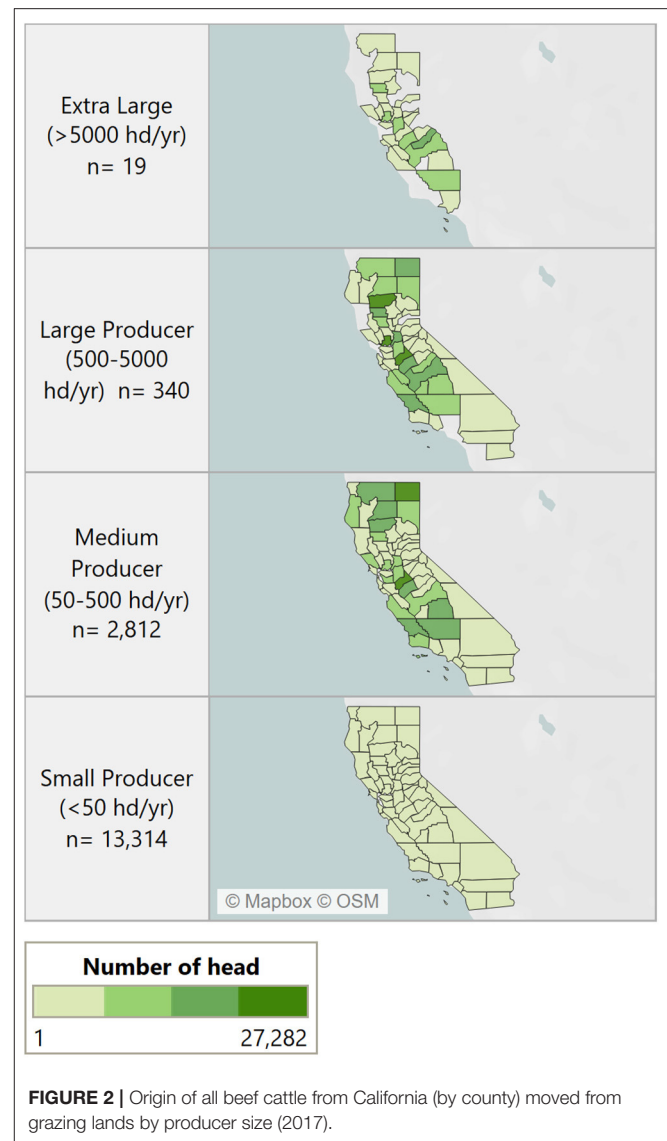 Extra Large
(>5000 hd/yr)
n= 19
Large Producer
(500-5000
hd/yr)  n= 340
Medium
Producer
(50-500 hd/yr)
n= 2,812
Small Producer
(<50 hd/yr)
n= 13,314
© Mapbox © OSM
Number of head
1 27,282
FIGURE 2 | Origin of all beef cattle from California (by county) moved from
grazing lands by producer size (2017).